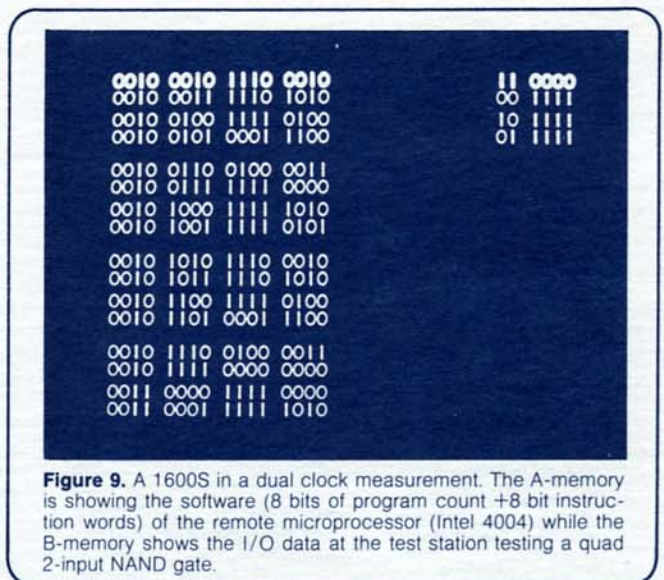 0010 0010 1110 0010 11 0000
0010 0011 1110 1010 00 1111
0010 0100 1111 0100 10 1111
0010 0101 0001 1100 01 1111
0010 0110 0100 0011
0010 0111 1111 0000
0010 1000 1111 1010
0010 1001 1111 0101
0010 1010 1110 0010
0010 1011 1110 1010
0010 1100 1111 0100
0010 1101 0001 1100
0010 1110 0100 0011
0010 1111 0000 0000
0011 0000 1111 0000
0011 0001 1111 1010
Figure 9. A 1600S in a dual clock measurement. The A-memory
is showing the software (8 bits of program count +8 bit instruc-
tion words) of the remote microprocessor (Intel 4004) while the
B-memory shows the I/O data at the test station testing a quad
2-input NAND gate.